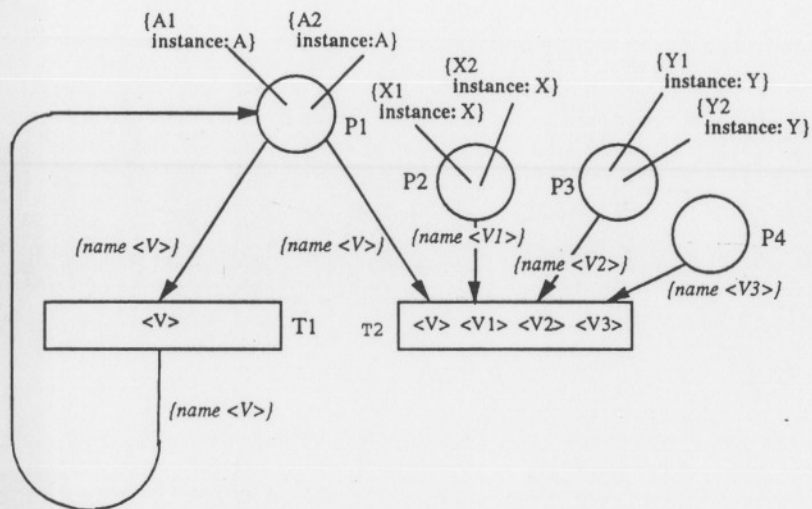 {A1
instance: A}
{A2
instance: A}
P1
{X1
instance: X}
{X2
instance: X}
P2
{Y1
instance: Y}
{Y2
instance: Y}
P3
P4
{name <V>}
{name <V>}
{name <V1>}
{name <V2>}
{name <V3>}
<V>
T1
T2
<V> <V1> <V2> <V3>
{name <V>}